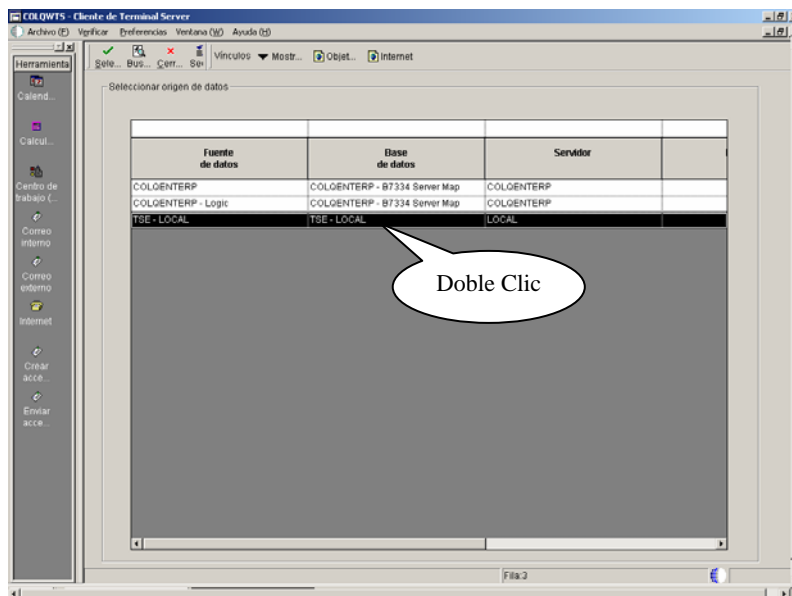 COLQWTS - Cliente de Terminal Server
Archivo (F) Verificar Preferencias Ventana (W) Ayuda (H)
Herramienta
Sele... Bus... Cerr... Se Vínculos Mostr... Objet... Internet
Calend...
Calcul...
Centro de
trabajo (...
Correo
interno
Correo
externo
Internet
Crear
acce...
Enviar
acce...
Seleccionar origen de datos
Fuente
de datos
Base
de datos
Servidor
COLQENTERP COLQENTERP - B7334 Server Map COLQENTERP
COLQENTERP - Logic COLQENTERP - B7334 Server Map COLQENTERP
TSE - LOCAL TSE - LOCAL LOCAL
Doble Clic
Fila:3